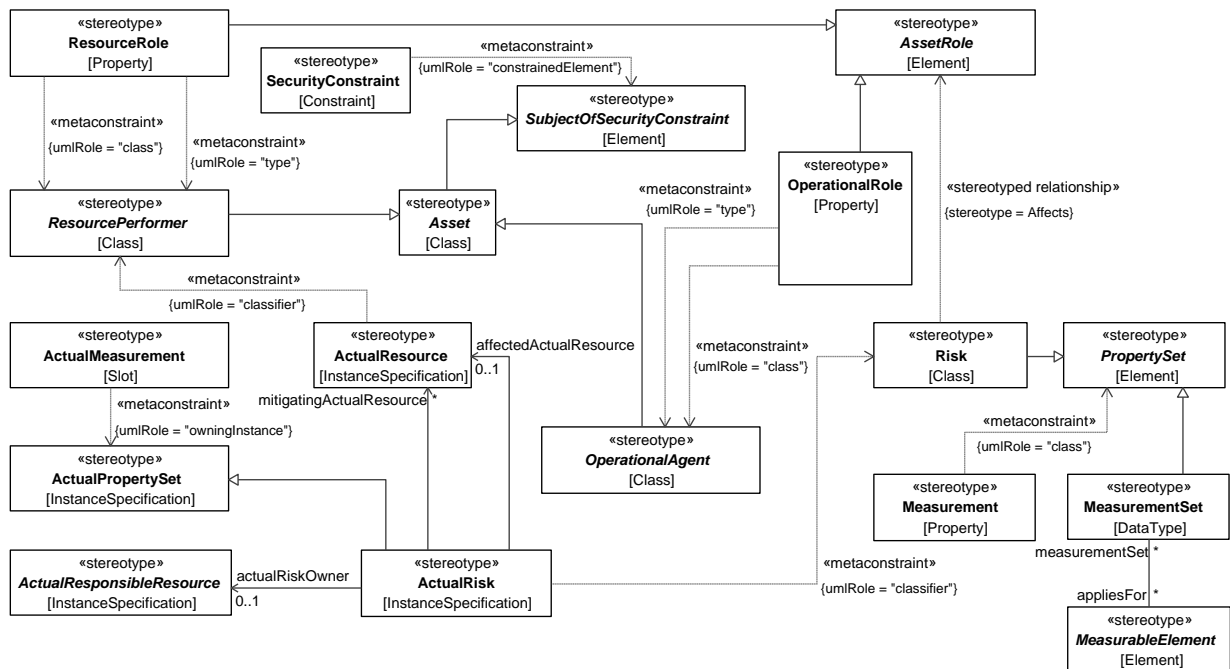 «stereotype»
ResourceRole
[Property]
«stereotype»
SecurityConstraint
[Constraint]
«metaconstraint»
{umlRole = "constrainedElement"}
«stereotype»
AssetRole
[Element]
«stereotype»
SubjectOfSecurityConstraint
[Element]
«metaconstraint»
{umlRole = "class"}
«metaconstraint»
{umlRole = "type"}
«stereotype»
OperationalRole
[Property]
«metaconstraint»
{umlRole = "type"}
«stereotyped relationship»
{stereotype = Affects}
«stereotype»
ResourcePerformer
[Class]
«stereotype»
Asset
[Class]
«metaconstraint»
{umlRole = "classifier"}
«stereotype»
ActualMeasurement
[Slot]
«stereotype»
ActualResource
[InstanceSpecification]
affectedActualResource
0..1
mitigatingActualResource *
«metaconstraint»
{umlRole = "class"}
«stereotype»
Risk
[Class]
«stereotype»
PropertySet
[Element]
«metaconstraint»
{umlRole = "owningInstance"}
«metaconstraint»
{umlRole = "class"}
«stereotype»
ActualPropertySet
[InstanceSpecification]
«stereotype»
OperationalAgent
[Class]
«stereotype»
Measurement
[Property]
«stereotype»
MeasurementSet
[DataType]
measurementSet *
appliesFor *
«stereotype»
ActualResponsibleResource
[InstanceSpecification]
actualRiskOwner
0..1
«stereotype»
ActualRisk
[InstanceSpecification]
«metaconstraint»
{umlRole = "classifier"}
«stereotype»
MeasurableElement
[Element]